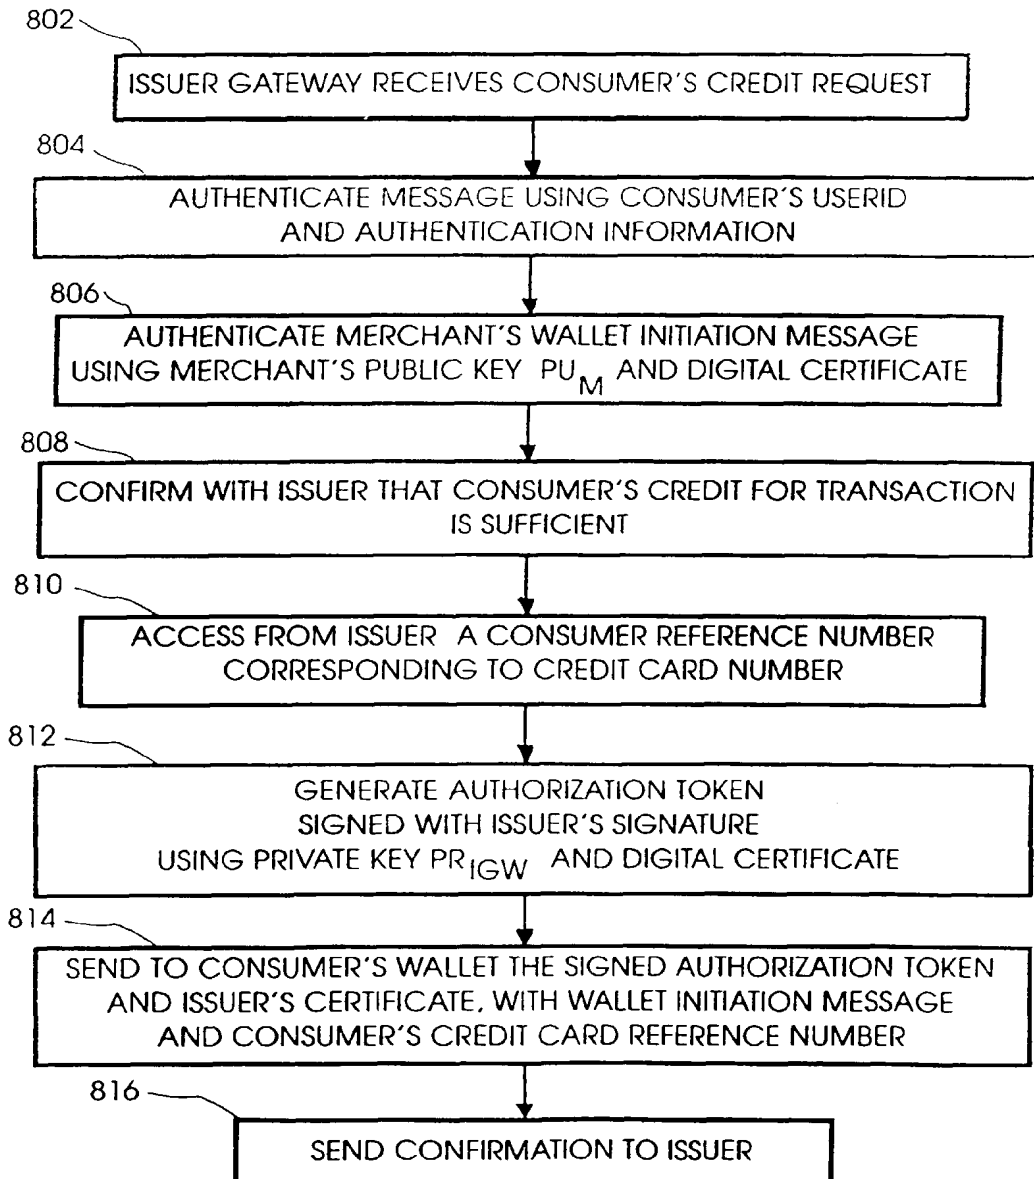 802
ISSUER GATEWAY RECEIVES CONSUMER'S CREDIT REQUEST
804
AUTHENTICATE MESSAGE USING CONSUMER'S USERID
AND AUTHENTICATION INFORMATION
806
AUTHENTICATE MERCHANT'S WALLET INITIATION MESSAGE
USING MERCHANT'S PUBLIC KEY PU_M AND DIGITAL CERTIFICATE
808
CONFIRM WITH ISSUER THAT CONSUMER'S CREDIT FOR TRANSACTION
IS SUFFICIENT
810
ACCESS FROM ISSUER A CONSUMER REFERENCE NUMBER
CORRESPONDING TO CREDIT CARD NUMBER
812
GENERATE AUTHORIZATION TOKEN
SIGNED WITH ISSUER'S SIGNATURE
USING PRIVATE KEY PR_IGW AND DIGITAL CERTIFICATE
814
SEND TO CONSUMER'S WALLET THE SIGNED AUTHORIZATION TOKEN
AND ISSUER'S CERTIFICATE, WITH WALLET INITIATION MESSAGE
AND CONSUMER'S CREDIT CARD REFERENCE NUMBER
816
SEND CONFIRMATION TO ISSUER